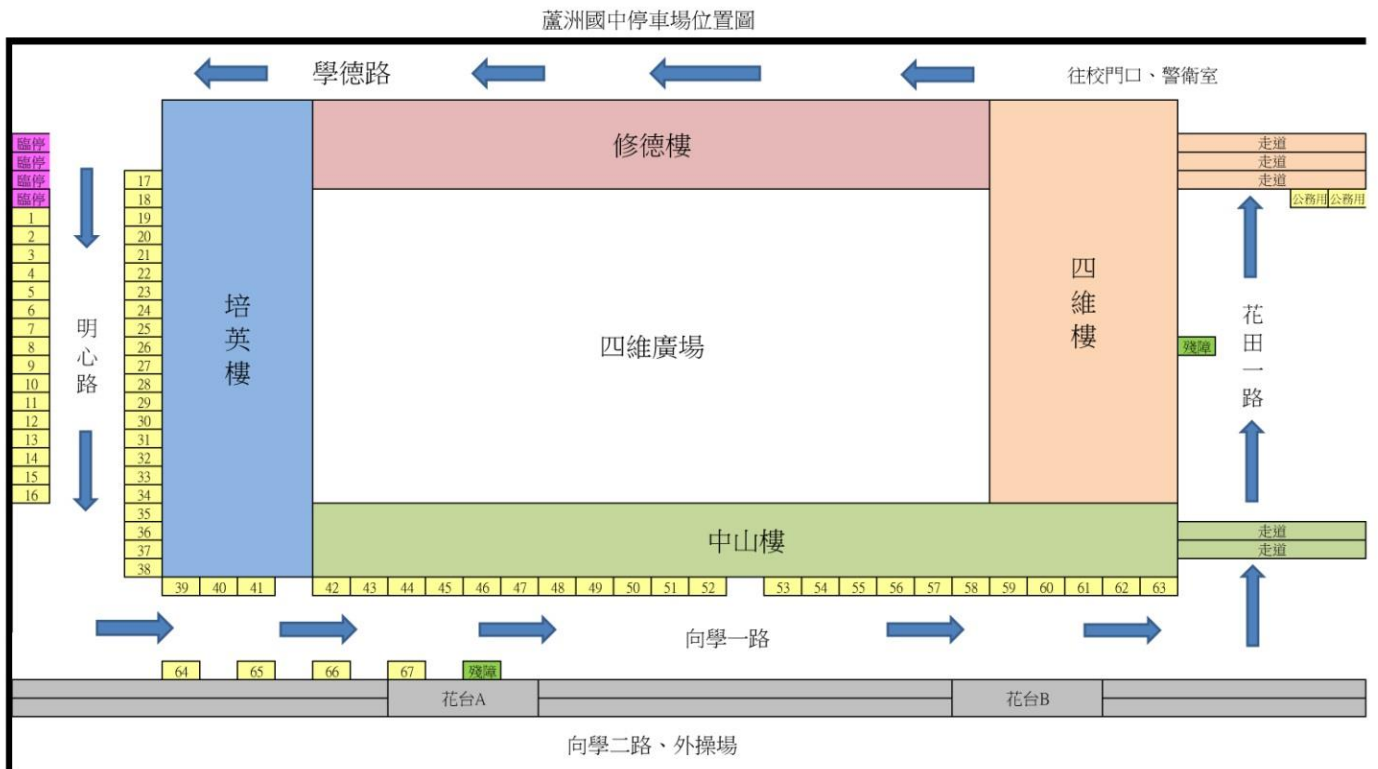 蘆洲國中停車場位置圖
學德路
往校門口、警衛室
修德樓
走道
走道
走道
公務用 公務用
臨停
臨停
臨停
臨停
1
2
3
4
5
6
7
8
9
10
11
12
13
14
15
16
明心路
17
18
19
20
21
22
23
24
25
26
27
28
29
30
31
32
33
34
35
36
37
38
培英樓
四維廣場
四維樓
殘障
花田一路
中山樓
走道
走道
39 40 41 42 43 44 45 46 47 48 49 50 51 52 53 54 55 56 57 58 59 60 61 62 63
向學一路
64 65 66 67 殘障
花台A 花台B
向學二路、外操場